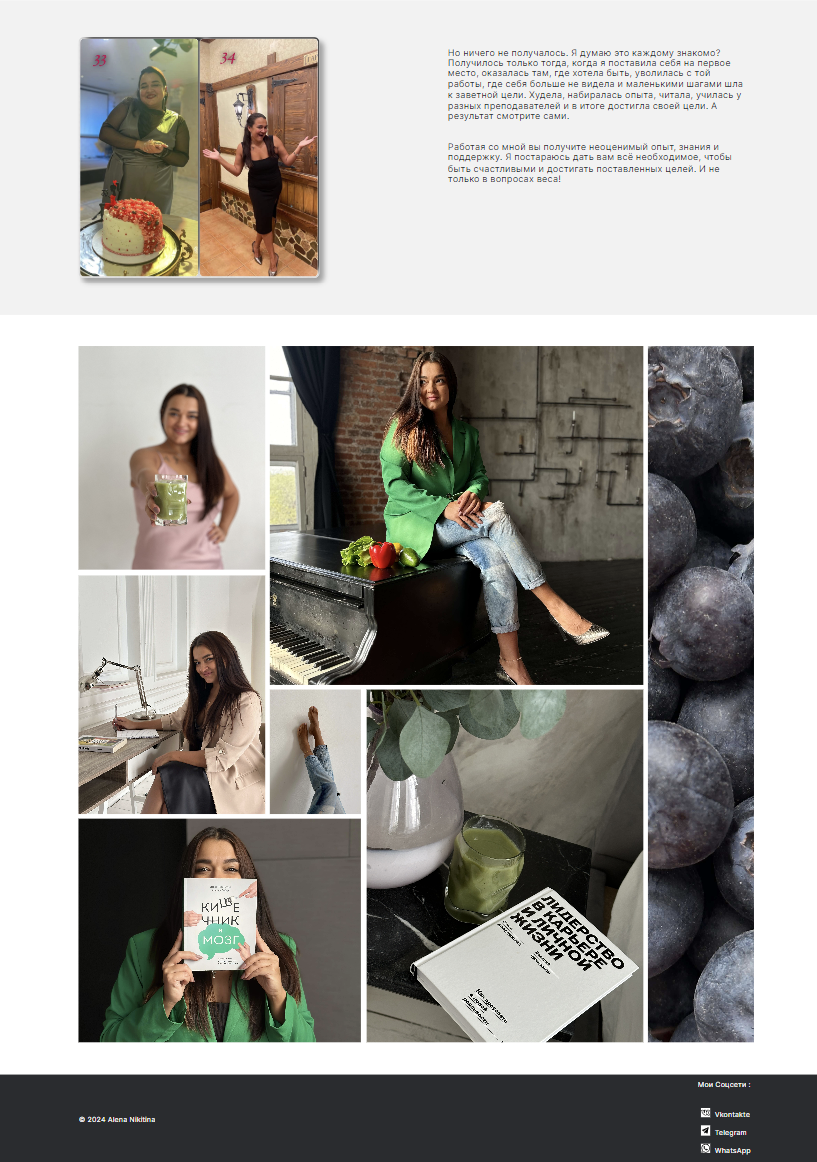 33
34
Но ничего не получалось. Я думаю это каждому знакомо?
Получилось только тогда, когда я поставила себя на первое
место, оказалась там, где хотела быть, уволилась с той
работы, где себя больше не видела и маленькими шагами шла
к заветной цели. Худела, набиралась опыта, читала, училась у
разных преподавателей и в итоге достигла своей цели. А
результат смотрите сами.
Работая со мной вы получите неоценимый опыт, знания и
поддержку. Я постараюсь дать вам всё необходимое, чтобы
быть счастливыми и достигать поставленных целей. И не
только в вопросах веса!
КИШЕ
ЧНИК
и
МОЗГ
ЛИДЕРСТВО
В КАРЬЕРЕ
И ЛИЧНОЙ
ЖИЗНИ
© 2024 Alena Nikitina
Мои Соцсети :
Vkontakte
Telegram
WhatsApp